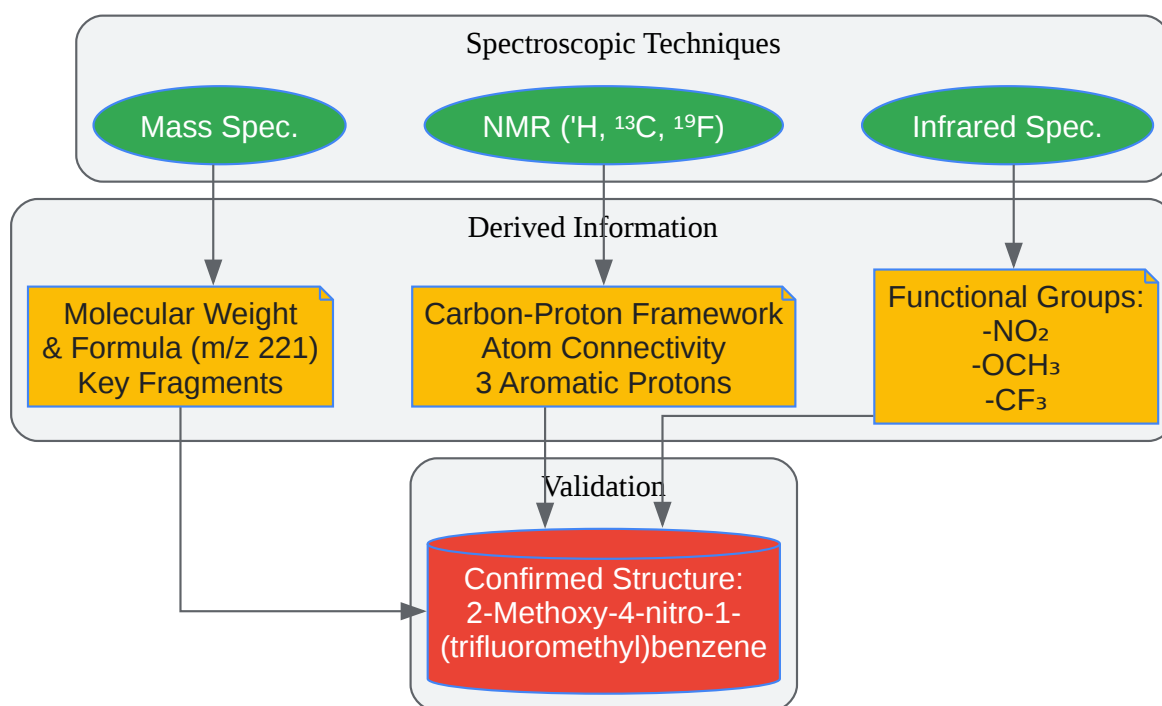 Spectroscopic Techniques
Mass Spec.
NMR ('H, ¹³C, ¹⁹F)
Infrared Spec.
Derived Information
Molecular Weight
& Formula (m/z 221)
Key Fragments
Carbon-Proton Framework
Atom Connectivity
3 Aromatic Protons
Functional Groups:
-NO₂
-OCH₃
-CF₃
Validation
Confirmed Structure:
2-Methoxy-4-nitro-1-
(trifluoromethyl)benzene